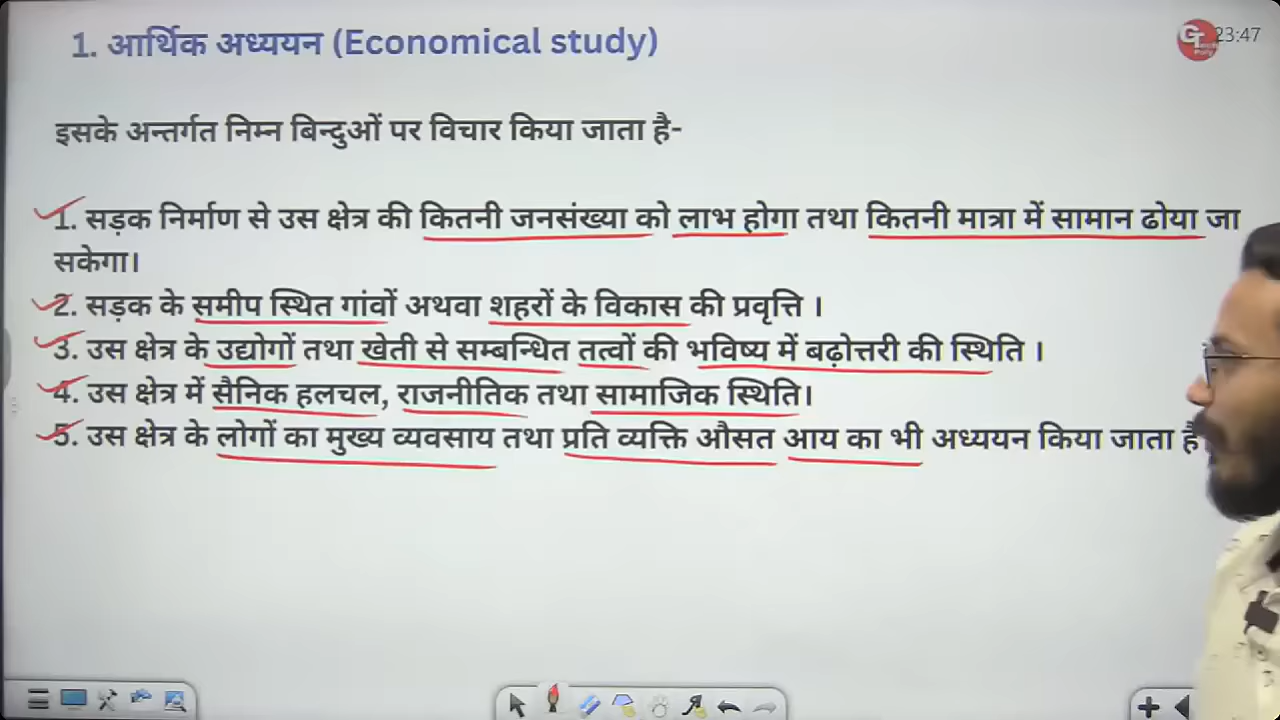 1. आर्थिक अध्ययन (Economical study)
23:47
इसके अन्तर्गत निम्न बिन्दुओं पर विचार किया जाता है-
1. सड़क निर्माण से उस क्षेत्र की कितनी जनसंख्या को लाभ होगा तथा कितनी मात्रा में सामान ढोया जा
सकेगा।
2. सड़क के समीप स्थित गांवों अथवा शहरों के विकास की प्रवृत्ति ।
3. उस क्षेत्र के उद्योगों तथा खेती से सम्बन्धित तत्वों की भविष्य में बढ़ोत्तरी की स्थिति ।
4. उस क्षेत्र में सैनिक हलचल, राजनीतिक तथा सामाजिक स्थिति।
5. उस क्षेत्र के लोगों का मुख्य व्यवसाय तथा प्रति व्यक्ति औसत आय का भी अध्ययन किया जाता है